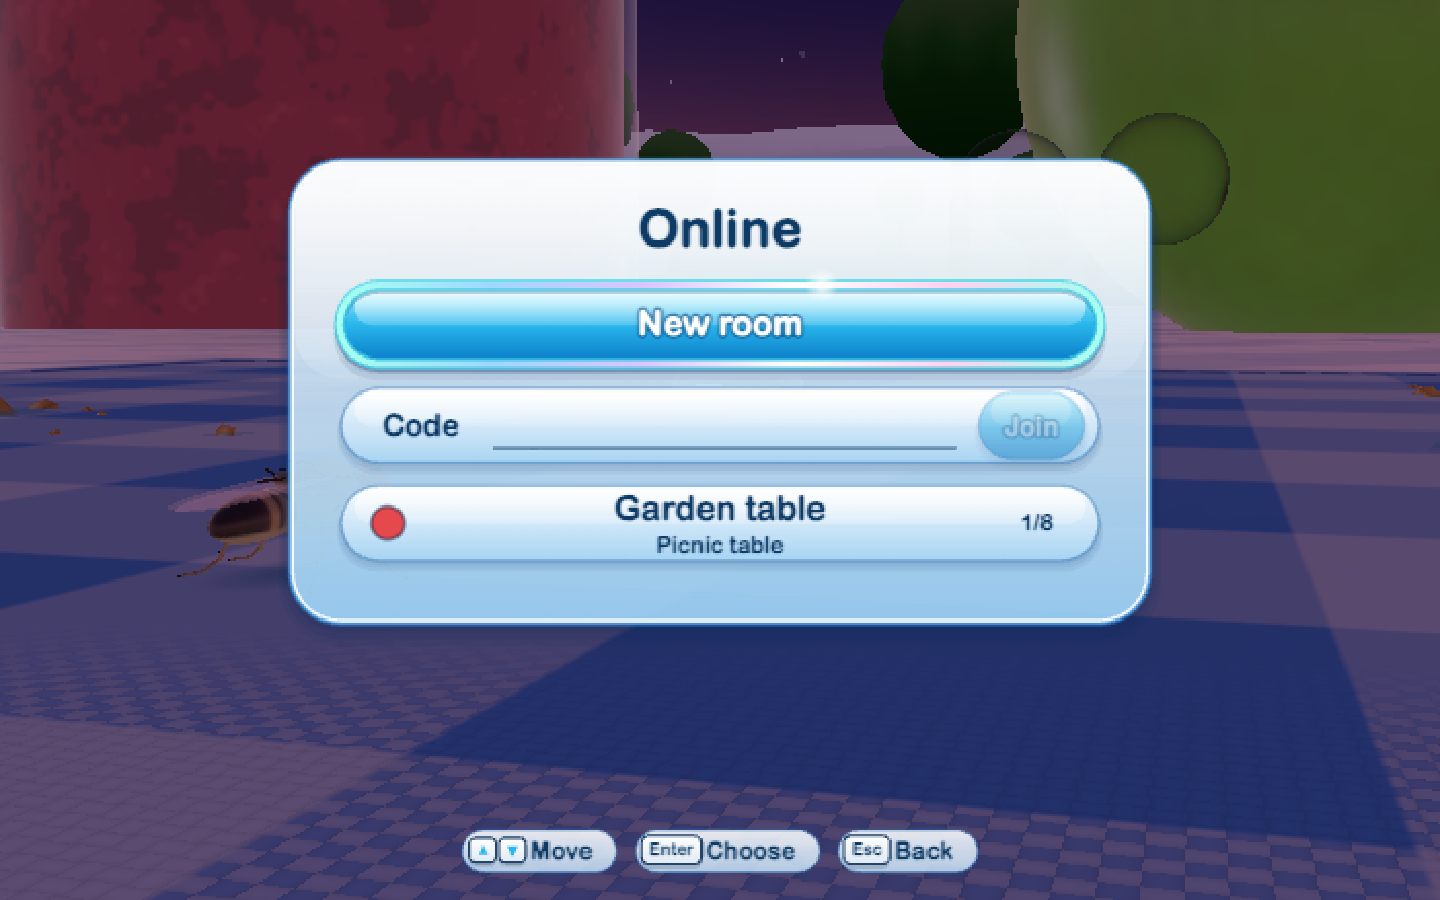 Online
New room
Code
Join
Garden table
Picnic table
1/8
Move
Enter Choose
Esc Back